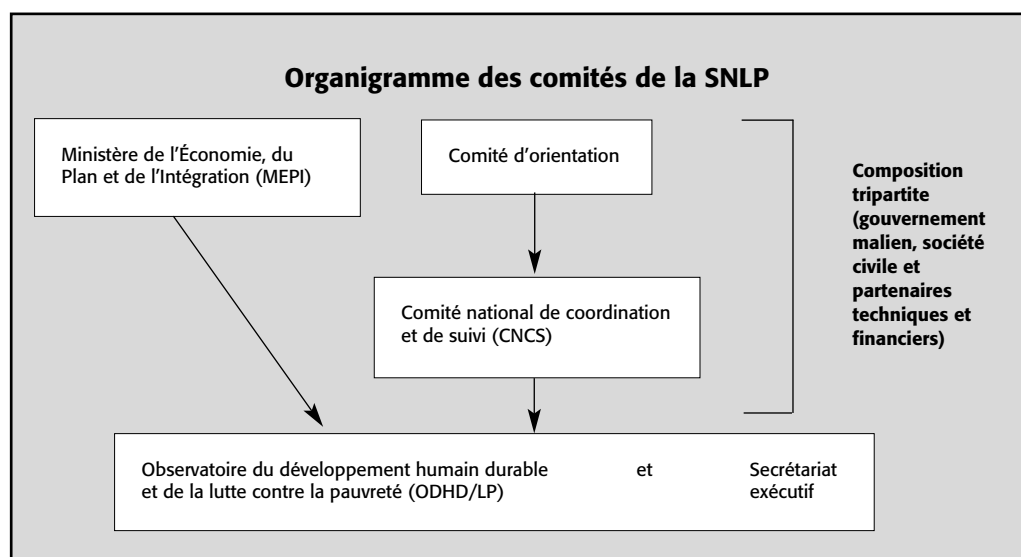 Organigramme des comités de la SNLP
Ministère de l’Économie, du
Plan et de l’Intégration (MEPI)
Comité d’orientation
Composition
tripartite
(gouvernement
malien, société
civile et
partenaires
techniques et
financiers)
Comité national de coordination
et de suivi (CNCS)
Observatoire du développement humain durable
et de la lutte contre la pauvreté (ODHD/LP)
et
Secrétariat
exécutif